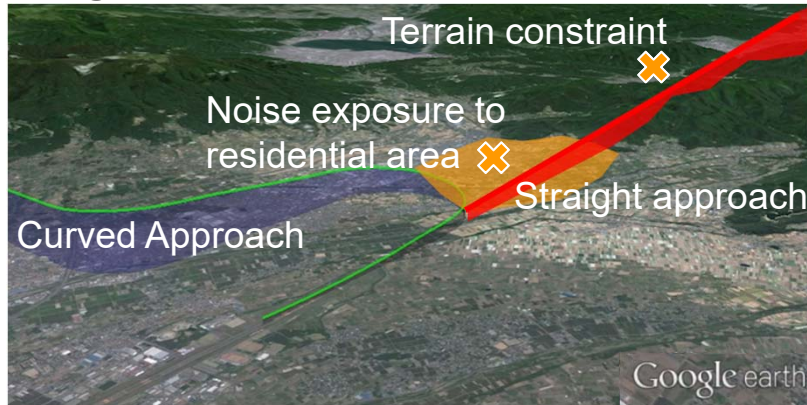 Terrain constraint
Noise exposure to
residential area
Straight approach
Curved Approach
Google earth